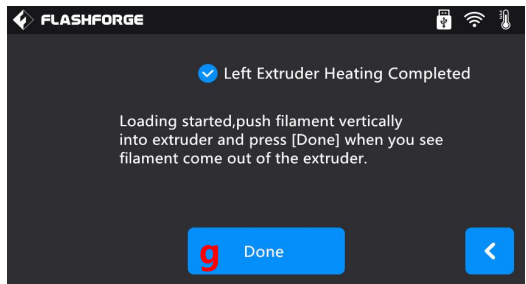 FLASHFORGE
Left Extruder Heating Completed
Loading started,push filament vertically
into extruder and press [Done] when you see
filament come out of the extruder.
g Done